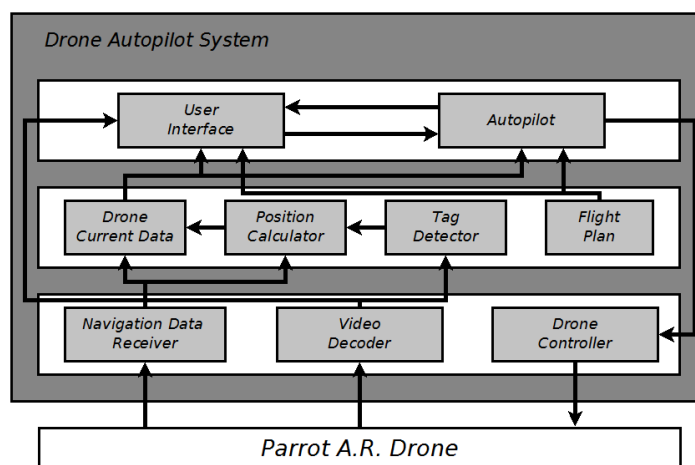 Drone Autopilot System
User
Interface
Autopilot
Drone
Current Data
Position
Calculator
Tag
Detector
Flight
Plan
Navigation Data
Receiver
Video
Decoder
Drone
Controller
Parrot A.R. Drone